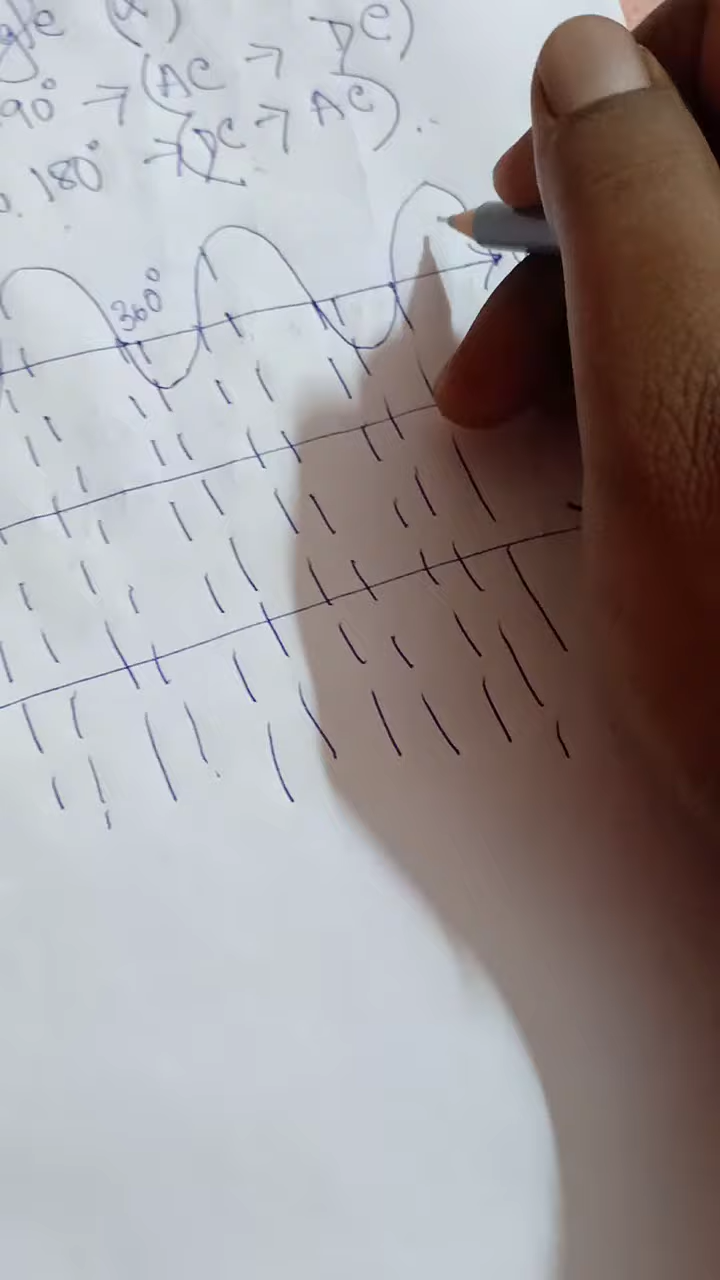 gle (α)
90° → (AC → DC)
180° → (DC → AC)..
360°